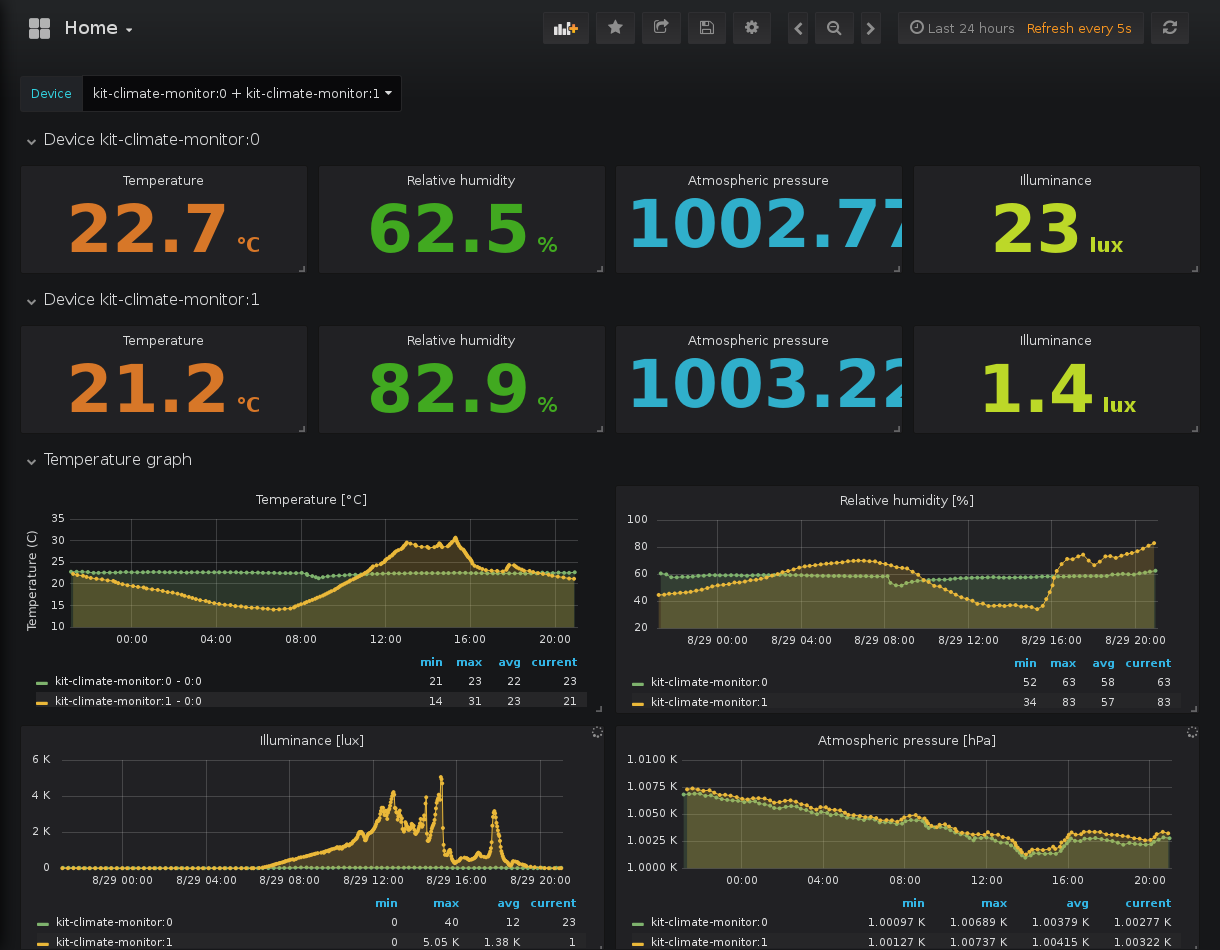 Home
Last 24 hours Refresh every 5s
Device kit-climate-monitor:0 + kit-climate-monitor:1
Device kit-climate-monitor:0
Temperature Relative humidity Atmospheric pressure Illuminance
22.7 °C 62.5 % 1002.77 23 lux
Device kit-climate-monitor:1
Temperature Relative humidity Atmospheric pressure Illuminance
21.2 °C 82.9 % 1003.22 1.4 lux
Temperature graph
Temperature [°C]
Temperature (C)
35
30
25
20
15
10
00:00 04:00 08:00 12:00 16:00 20:00
min max avg current
kit-climate-monitor:0 - 0:0 21 23 22 23
kit-climate-monitor:1 - 0:0 14 31 23 21
Relative humidity [%]
100
80
60
40
20
8/29 00:00 8/29 04:00 8/29 08:00 8/29 12:00 8/29 16:00 8/29 20:00
min max avg current
kit-climate-monitor:0 52 63 58 63
kit-climate-monitor:1 34 83 57 83
Illuminance [lux]
6 K
4 K
2 K
0
8/29 00:00 8/29 04:00 8/29 08:00 8/29 12:00 8/29 16:00 8/29 20:00
min max avg current
kit-climate-monitor:0 0 40 12 23
kit-climate-monitor:1 0 5.05 K 1.38 K 1
Atmospheric pressure [hPa]
1.0100 K
1.0075 K
1.0050 K
1.0025 K
1.0000 K
00:00 04:00 08:00 12:00 16:00 20:00
min max avg current
kit-climate-monitor:0 1.00097 K 1.00689 K 1.00379 K 1.00277 K
kit-climate-monitor:1 1.00127 K 1.00737 K 1.00415 K 1.00322 K